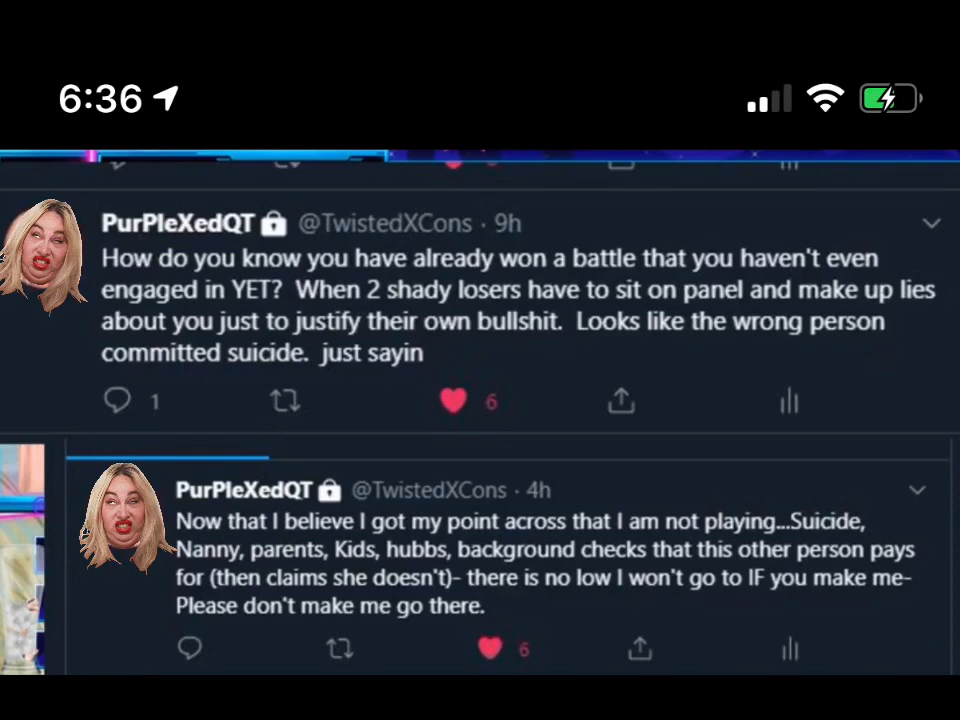 6:36
PurPleXedQT @TwistedXCons · 9h
How do you know you have already won a battle that you haven't even
engaged in YET? When 2 shady losers have to sit on panel and make up lies
about you just to justify their own bullshit. Looks like the wrong person
committed suicide. just sayin
1 6
PurPleXedQT @TwistedXCons · 4h
Now that I believe I got my point across that I am not playing...Suicide,
Nanny, parents, Kids, hubbs, background checks that this other person pays
for (then claims she doesn't)- there is no low I won't go to IF you make me-
Please don't make me go there.
6